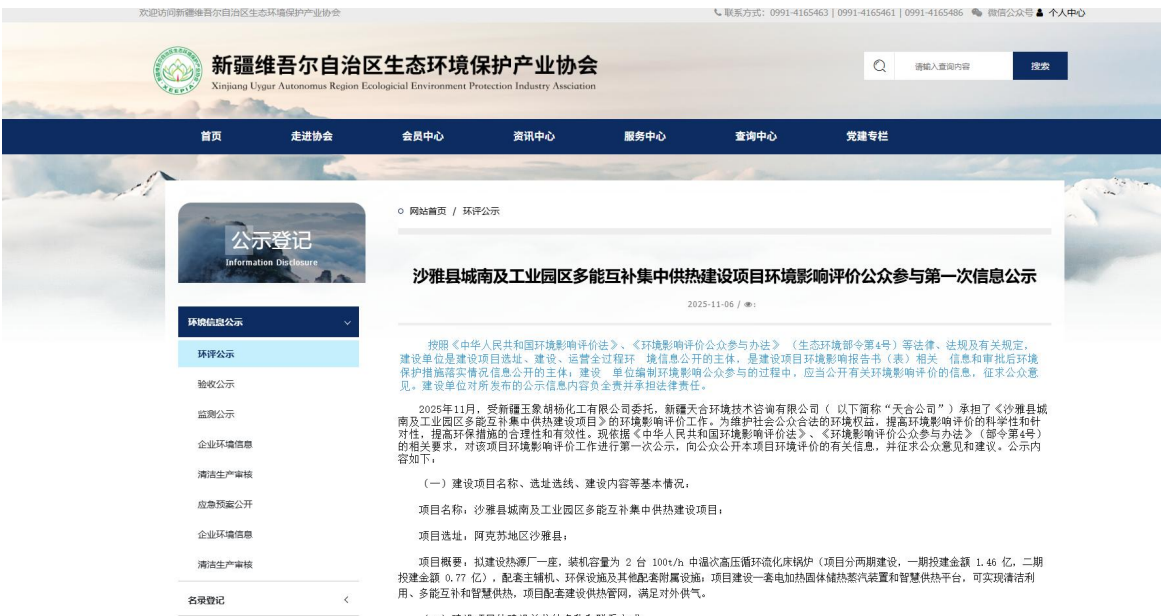 欢迎访问新疆维吾尔自治区生态环境保护产业协会
联系方式：0991-4165463 | 0991-4165461 | 0991-4165486 微信公众号 个人中心
新疆维吾尔自治区生态环境保护产业协会
Xinjiang Uygur Autonomus Region Ecologicial Environment Protection Industry Assciation
XEEPIA
请输入查询内容
搜索
首页 走进协会 会员中心 资讯中心 服务中心 查询中心 党建专栏
公示登记
Information Disclosure
环境信息公示
环评公示
验收公示
监测公示
企业环境信息
清洁生产审核
应急预案公开
企业环境信息
清洁生产审核
名录登记
网站首页 / 环评公示
沙雅县城南及工业园区多能互补集中供热建设项目环境影响评价公众参与第一次信息公示
2025-11-06 /
按照《中华人民共和国环境影响评价法》、《环境影响评价公众参与办法》 （生态环境部令第4号）等法律、法规及有关规定，
建设单位是建设项目选址、建设、运营全过程环 境信息公开的主体，是建设项目环境影响报告书（表）相关 信息和审批后环境
保护措施落实情况信息公开的主体；建设 单位编制环境影响公众参与的过程中，应当公开有关环境影响评价的信息，征求公众意
见。建设单位对所发布的公示信息内容负全责并承担法律责任。
2025年11月，受新疆玉象胡杨化工有限公司委托，新疆天合环境技术咨询有限公司（ 以下简称“天合公司”）承担了《沙雅县城
南及工业园区多能互补集中供热建设项目》的环境影响评价工作。为维护社会公众合法的环境权益，提高环境影响评价的科学性和针
对性，提高环保措施的合理性和有效性。现依据《中华人民共和国环境影响评价法》、《环境影响评价公众参与办法》（部令第4号）
的相关要求，对该项目环境影响评价工作进行第一次公示，向公众公开本项目环境评价的有关信息，并征求公众意见和建议。公示内
容如下：
（一）建设项目名称、选址选线、建设内容等基本情况；
项目名称：沙雅县城南及工业园区多能互补集中供热建设项目；
项目选址：阿克苏地区沙雅县；
项目概要：拟建设热源厂一座，装机容量为 2 台 100t/h 中温次高压循环流化床锅炉（项目分两期建设，一期投建金额 1.46 亿，二期
投建金额 0.77 亿），配套主辅机、环保设施及其他配套附属设施；项目建设一套电加热固体储热蒸汽装置和智慧供热平台，可实现清洁利
用、多能互补和智慧供热，项目配套建设供热管网，满足对外供气。